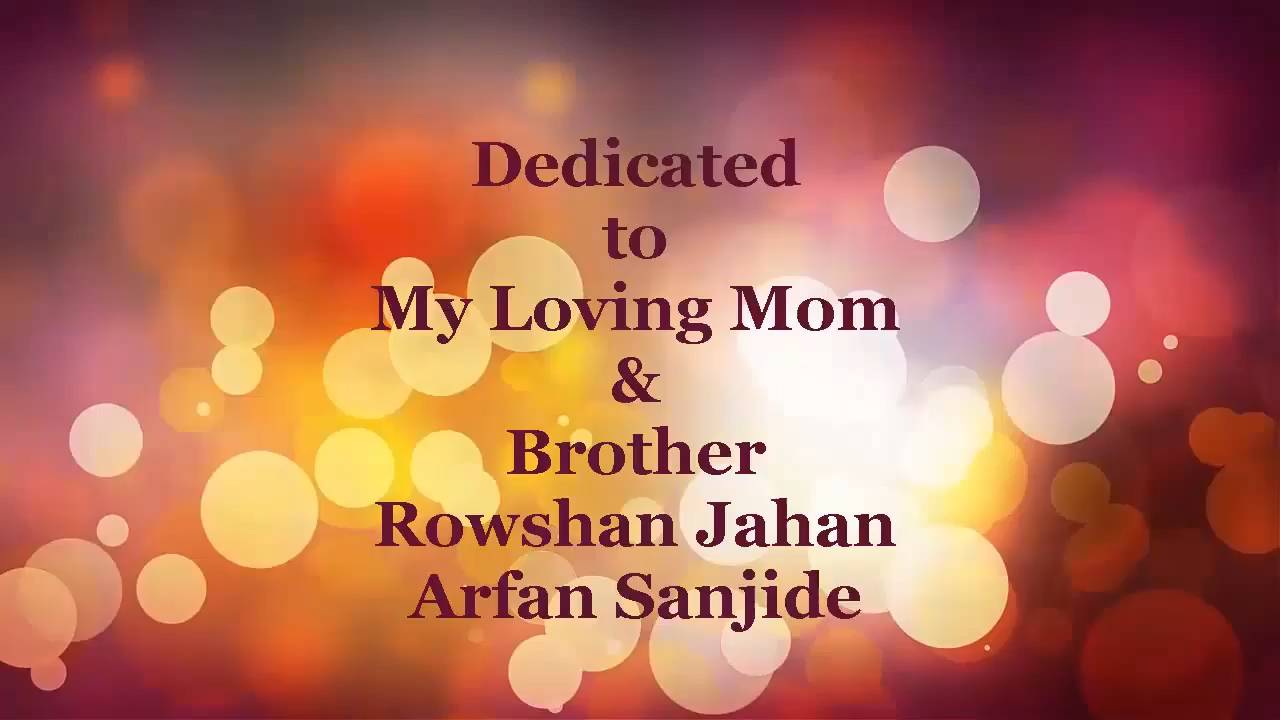 Dedicated
to
My Loving Mom
&
Brother
Rowshan Jahan
Arfan Sanjide